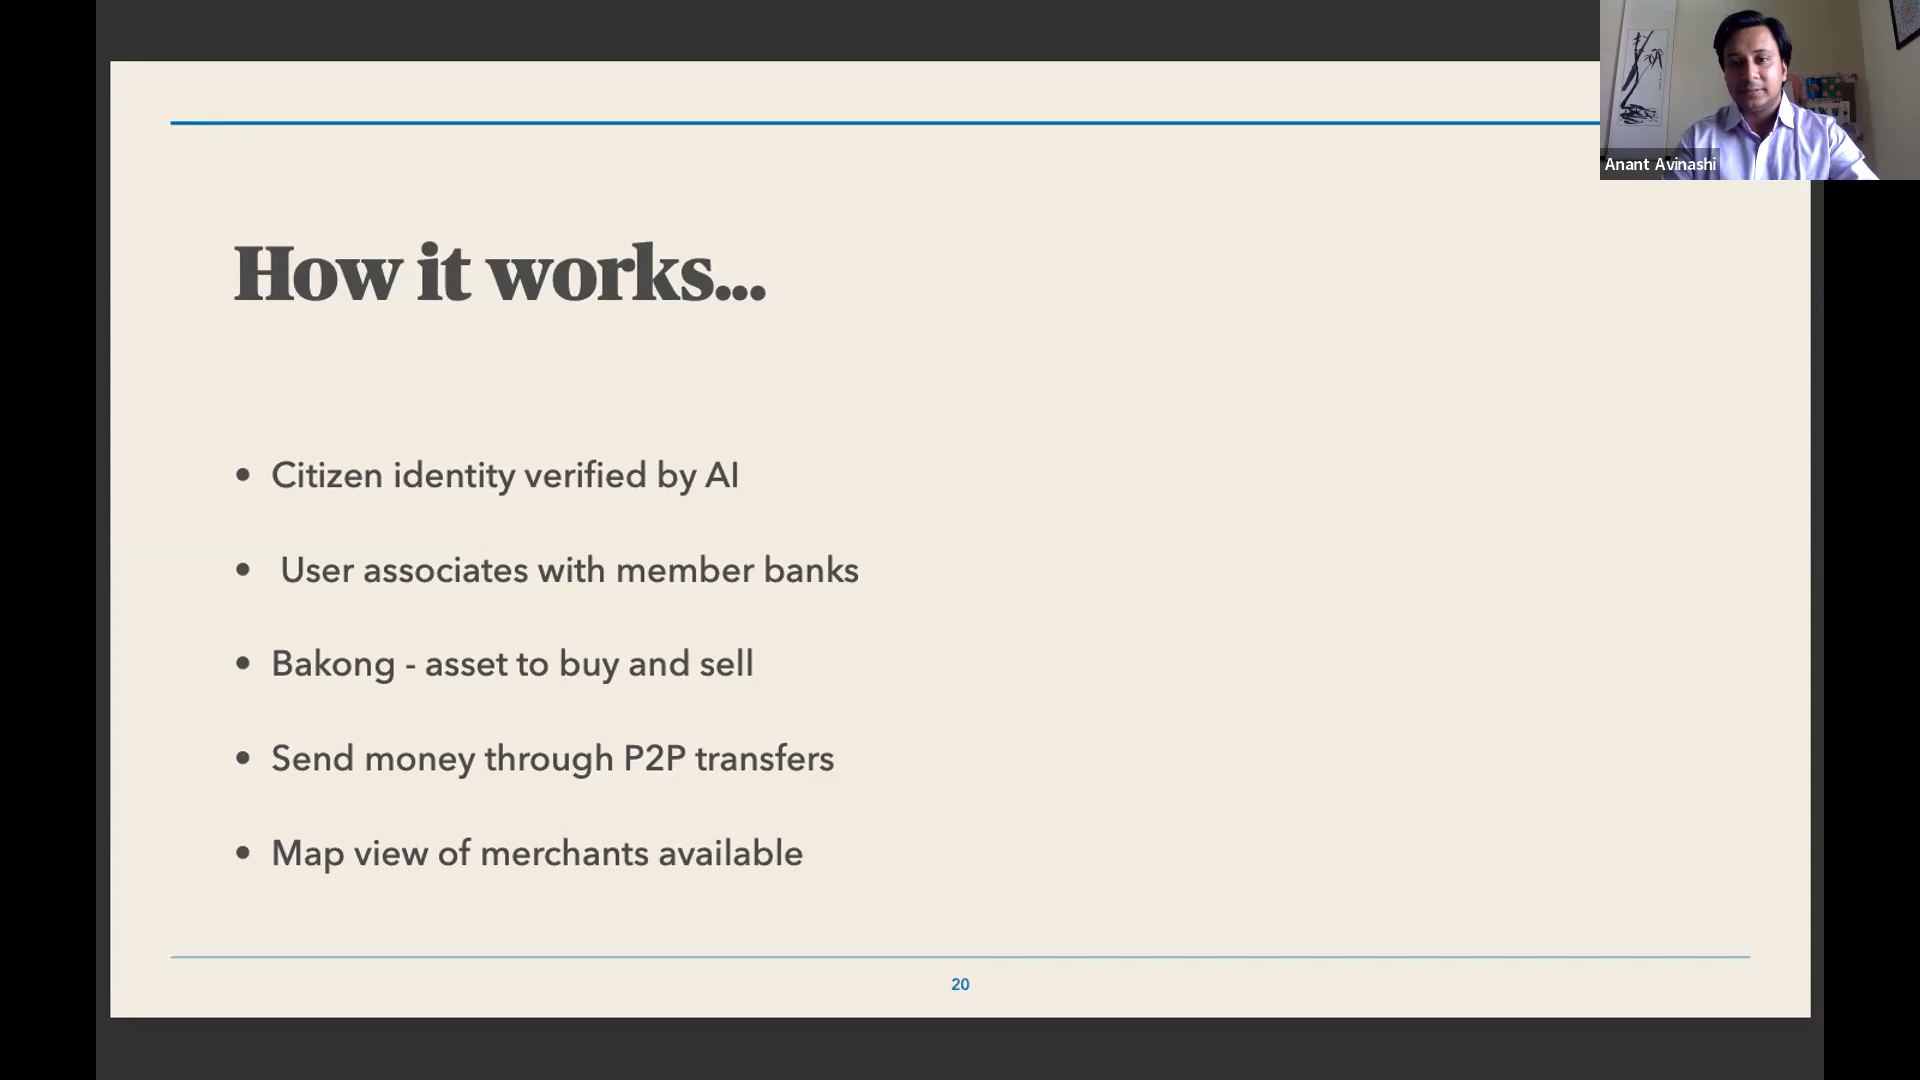 Anant Avinashi
How it works...
• Citizen identity verified by AI
• User associates with member banks
• Bakong - asset to buy and sell
• Send money through P2P transfers
• Map view of merchants available
20